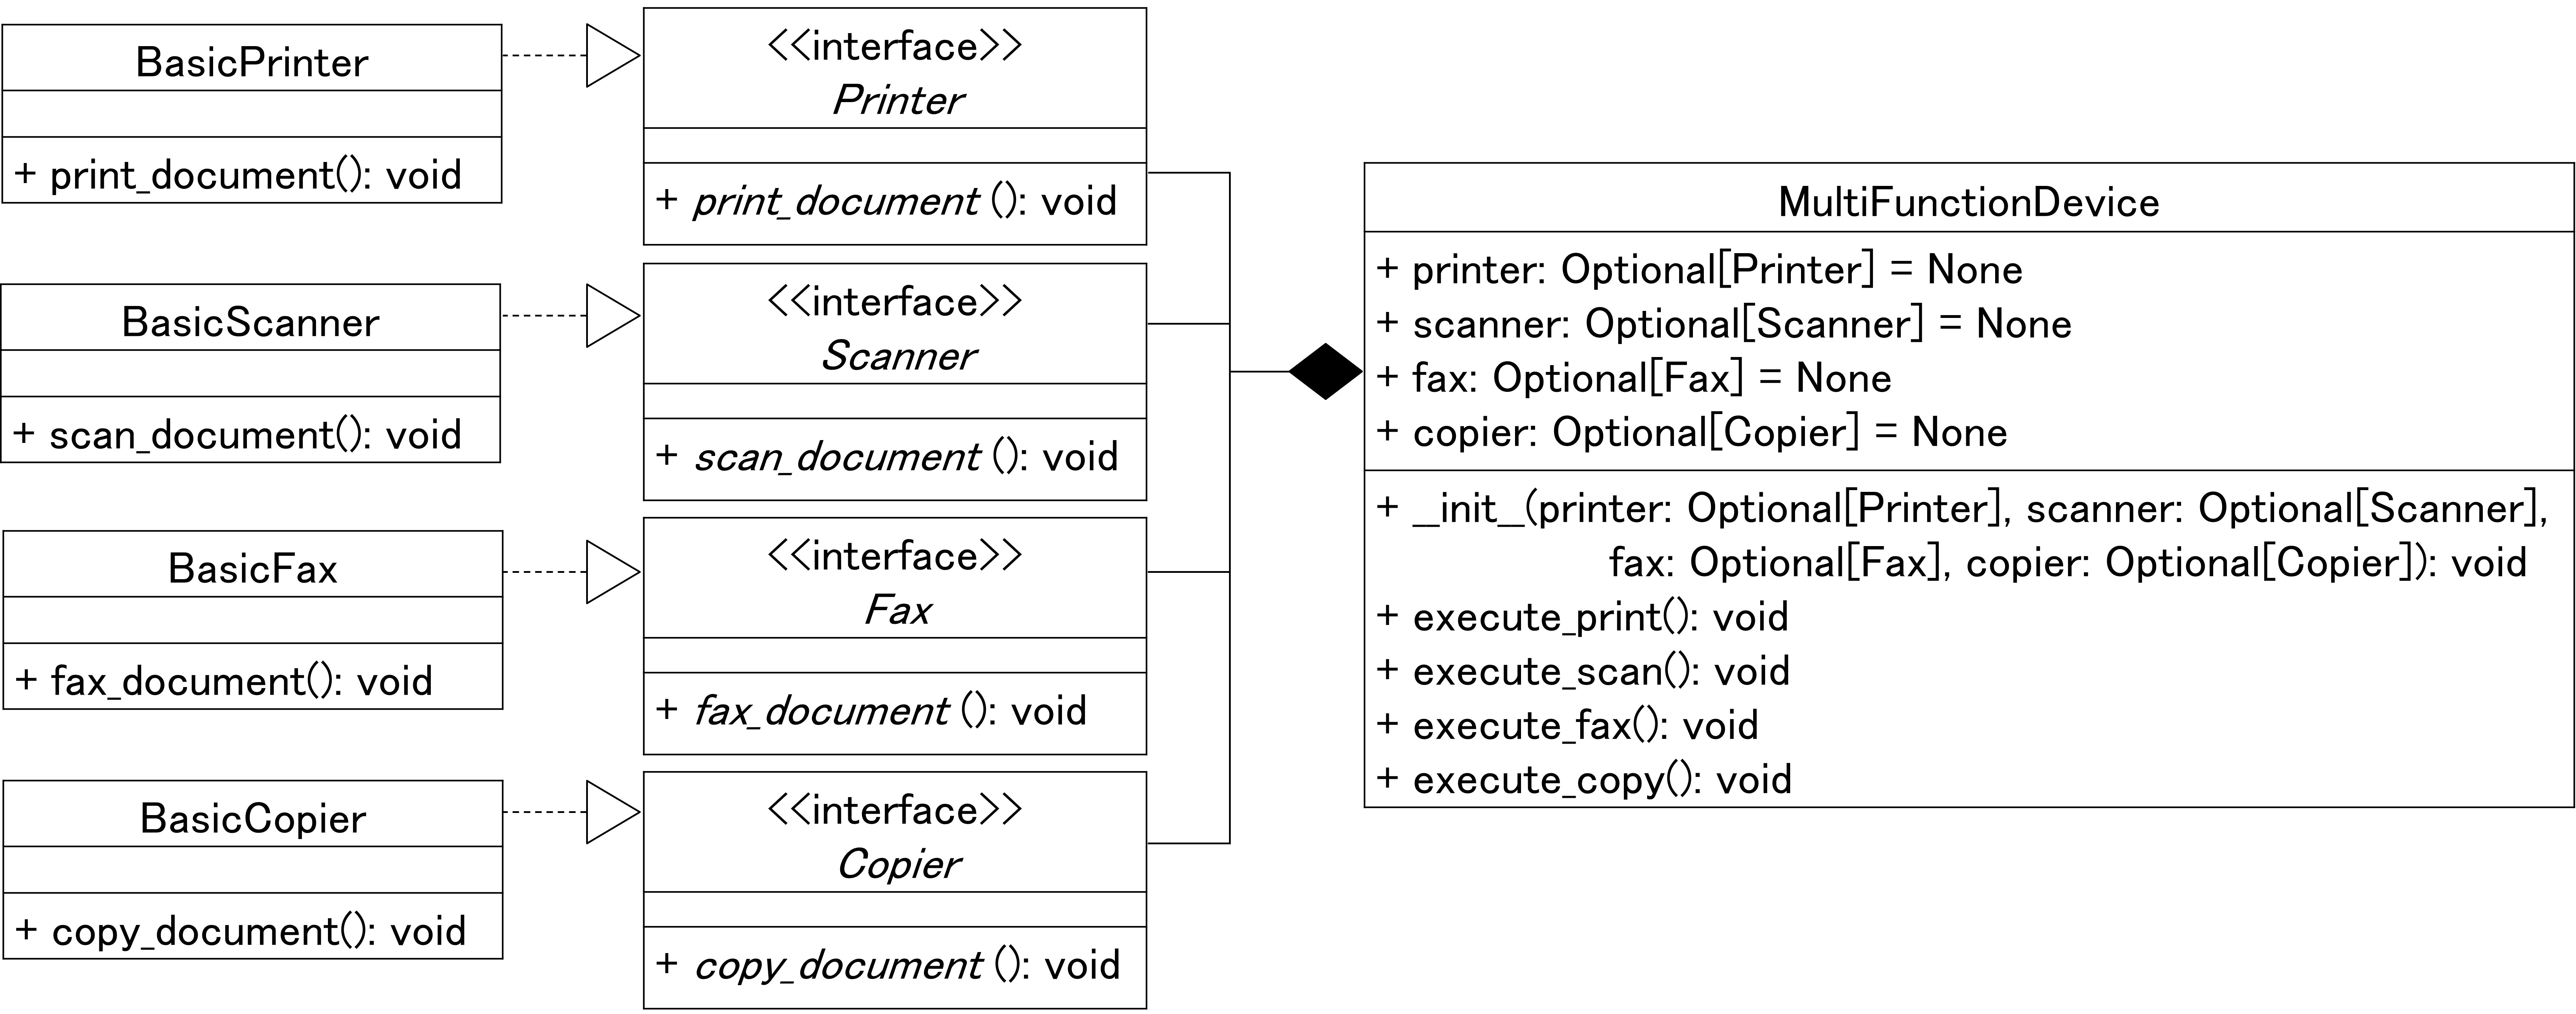 BasicPrinter
+ print_document(): void
<<interface>>
Printer
+ print_document (): void
BasicScanner
+ scan_document(): void
<<interface>>
Scanner
+ scan_document (): void
BasicFax
+ fax_document(): void
<<interface>>
Fax
+ fax_document (): void
BasicCopier
+ copy_document(): void
<<interface>>
Copier
+ copy_document (): void
MultiFunctionDevice
+ printer: Optional[Printer] = None
+ scanner: Optional[Scanner] = None
+ fax: Optional[Fax] = None
+ copier: Optional[Copier] = None
+ __init__(printer: Optional[Printer], scanner: Optional[Scanner],
fax: Optional[Fax], copier: Optional[Copier]): void
+ execute_print(): void
+ execute_scan(): void
+ execute_fax(): void
+ execute_copy(): void